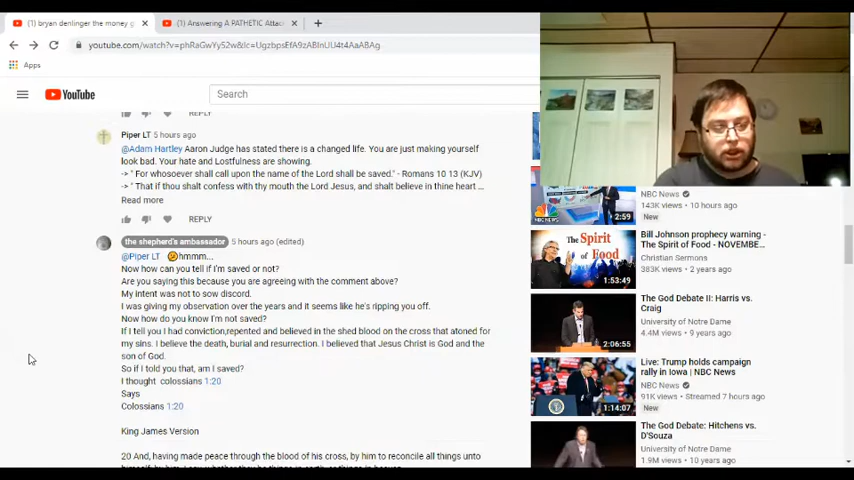 (1) bryan denlinger the money g
(1) Answering A PATHETIC Attac
youtube.com/watch?v=phRaGwYy52w&lc=UgzbpsEfA9zABlnUU4t4AaABAg
Apps
YouTube
Search
REPLY
Piper LT 5 hours ago
@Adam Hartley Aaron Judge has stated there is a changed life. You are just making yourself
look bad. Your hate and Lostfulness are showing.
-> " For whosoever shall call upon the name of the Lord shall be saved." - Romans 10 13 (KJV)
-> " That if thou shalt confess with thy mouth the Lord Jesus, and shalt believe in thine heart ...
Read more
REPLY
the shepherd's ambassador 5 hours ago (edited)
@Piper LT 🤔hmmm...
Now how can you tell if I'm saved or not?
Are you saying this because you are agreeing with the comment above?
My intent was not to sow discord.
I was giving my observation over the years and it seems like he's ripping you off.
Now how do you know I'm not saved?
If I tell you I had conviction,repented and believed in the shed blood on the cross that atoned for
my sins. I believe the death, burial and resurrection. I believed that Jesus Christ is God and the
son of God.
So if I told you that, am I saved?
I thought colossians 1:20
Says
Colossians 1:20
King James Version
20 And, having made peace through the blood of his cross, by him to reconcile all things unto
NBC NEWS
2:59
NBC News
143K views • 10 hours ago
New
The Spirit
of Food
1:53:49
Bill Johnson prophecy warning -
The Spirit of Food - NOVEMBE...
Christian Sermons
383K views • 2 years ago
2:06:55
The God Debate II: Harris vs.
Craig
University of Notre Dame
4.4M views • 9 years ago
1:14:07
Live: Trump holds campaign
rally in Iowa | NBC News
NBC News
91K views • Streamed 7 hours ago
New
The God Debate: Hitchens vs.
D'Souza
University of Notre Dame
1.9M views • 10 years ago